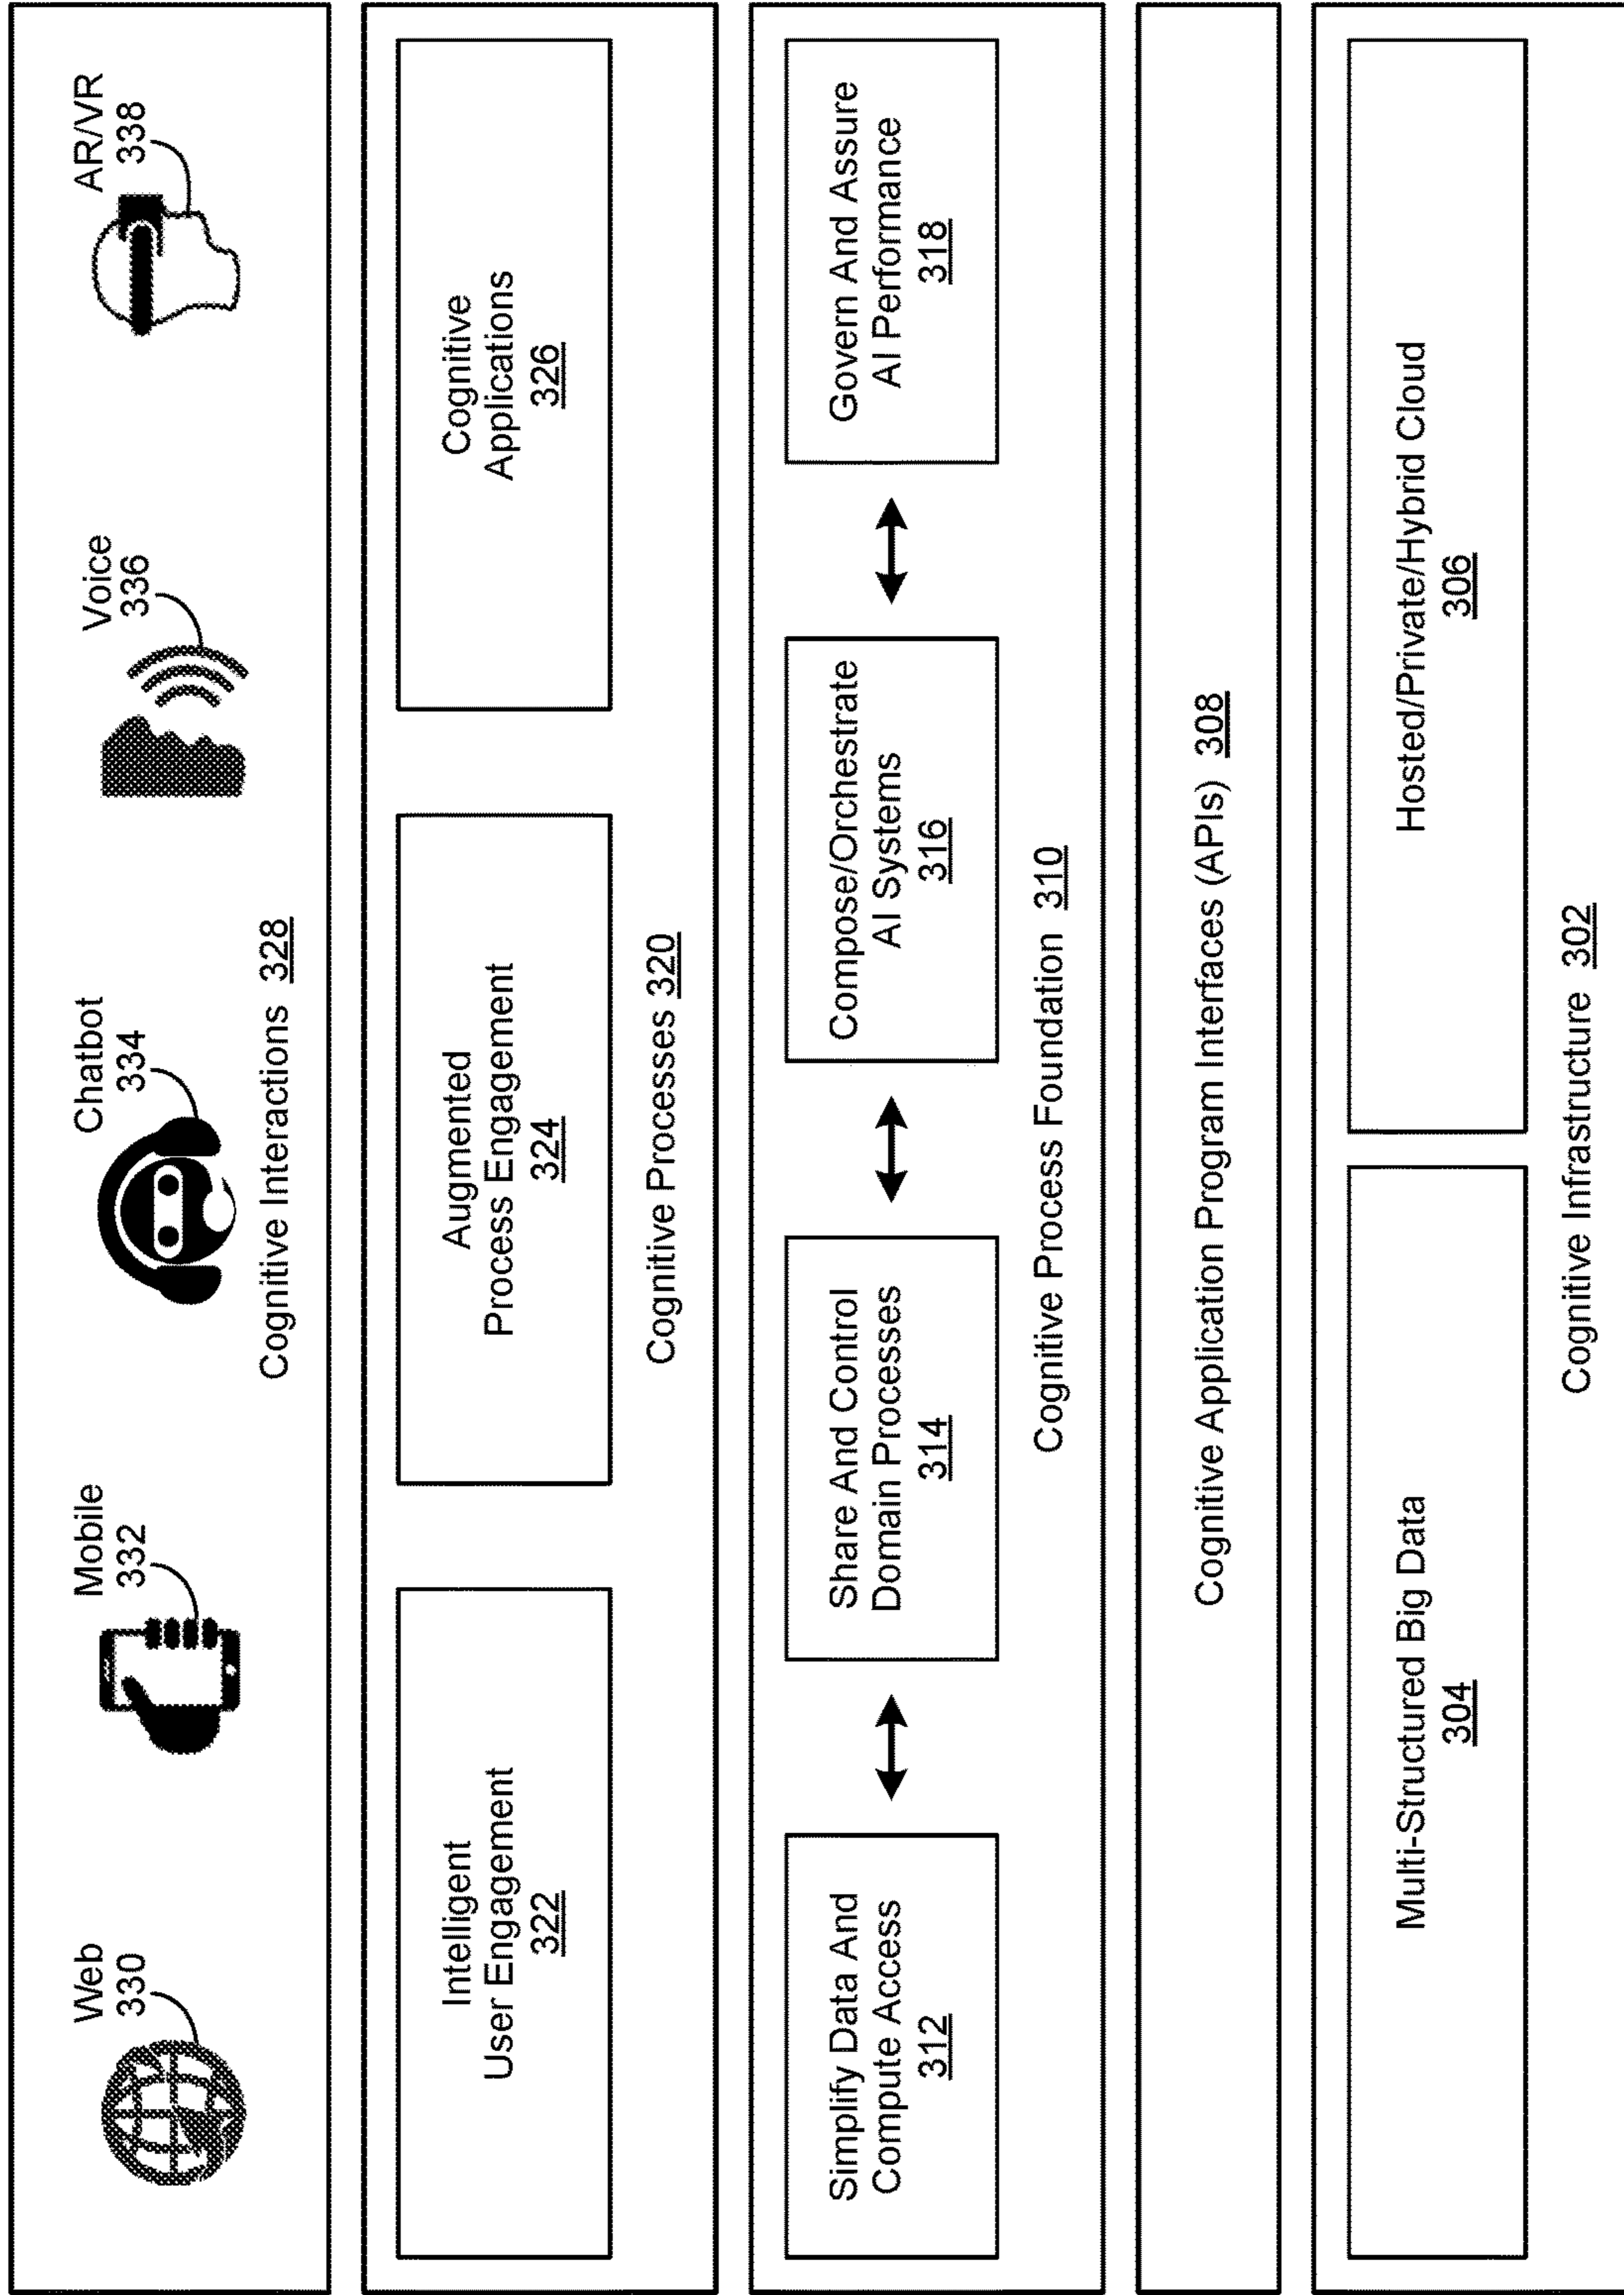 Web
330
Mobile
332
Chatbot
334
Voice
336
AR/VR
338
Cognitive Interactions 328
Intelligent
User Engagement
322
Augmented
Process Engagement
324
Cognitive
Applications
326
Cognitive Processes 320
Simplify Data And
Compute Access
312
Share And Control
Domain Processes
314
Compose/Orchestrate
AI Systems
316
Govern And Assure
AI Performance
318
Cognitive Process Foundation 310
Cognitive Application Program Interfaces (APIs) 308
Multi-Structured Big Data
304
Hosted/Private/Hybrid Cloud
306
Cognitive Infrastructure 302